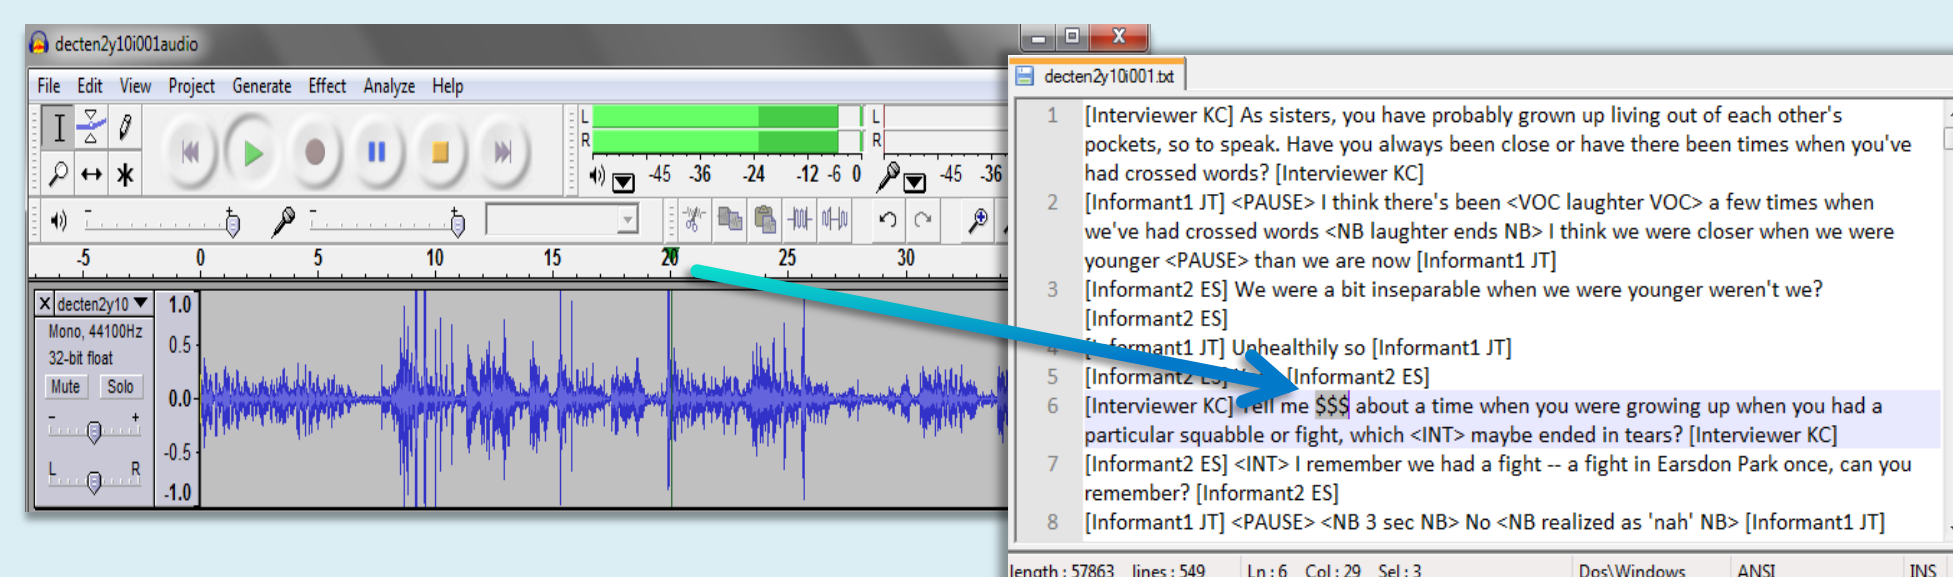 decten2y10i001audio
File Edit View Project Generate Effect Analyze Help
L
R
-45 -36 -24 -12 -6 0
L
R
-45 -36
-5 0 5 10 15 20 25 30
decten2y10
Mono, 44100Hz
32-bit float
Mute Solo
- +
L R
1.0
0.5
0.0
-0.5
-1.0
decten2y10i001.txt
1 [Interviewer KC] As sisters, you have probably grown up living out of each other's
pockets, so to speak. Have you always been close or have there been times when you've
had crossed words? [Interviewer KC]
2 [Informant1 JT] <PAUSE> I think there's been <VOC laughter VOC> a few times when
we've had crossed words <NB laughter ends NB> I think we were closer when we were
younger <PAUSE> than we are now [Informant1 JT]
3 [Informant2 ES] We were a bit inseparable when we were younger weren't we?
[Informant2 ES]
4 [Informant1 JT] Unhealthily so [Informant1 JT]
5 [Informant2 ES] [Informant2 ES]
6 [Interviewer KC] Tell me $$$ about a time when you were growing up when you had a
particular squabble or fight, which <INT> maybe ended in tears? [Interviewer KC]
7 [Informant2 ES] <INT> I remember we had a fight -- a fight in Earsdon Park once, can you
remember? [Informant2 ES]
8 [Informant1 JT] <PAUSE> <NB 3 sec NB> No <NB realized as 'nah' NB> [Informant1 JT]
length : 57863 lines : 549 Ln : 6 Col : 29 Sel : 3 Dos\Windows ANSI INS